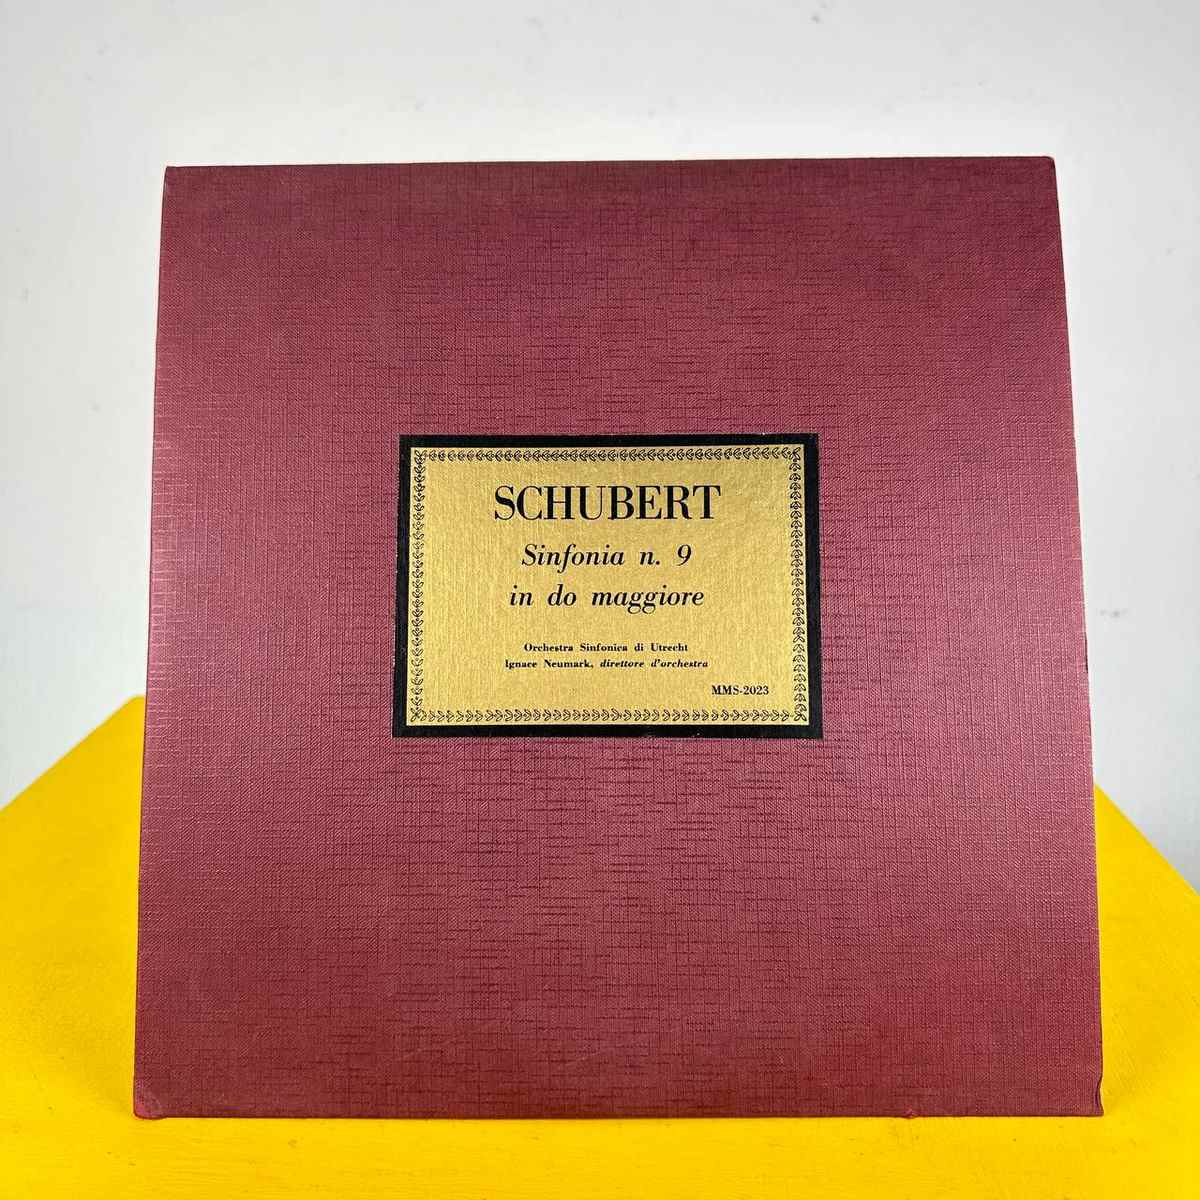 SCHUBERT
Sinfonia n. 9
in do maggiore
Orchestra Sinfonica di Utrecht
Ignace Neumark, direttore d'orchestra
MMS-2023